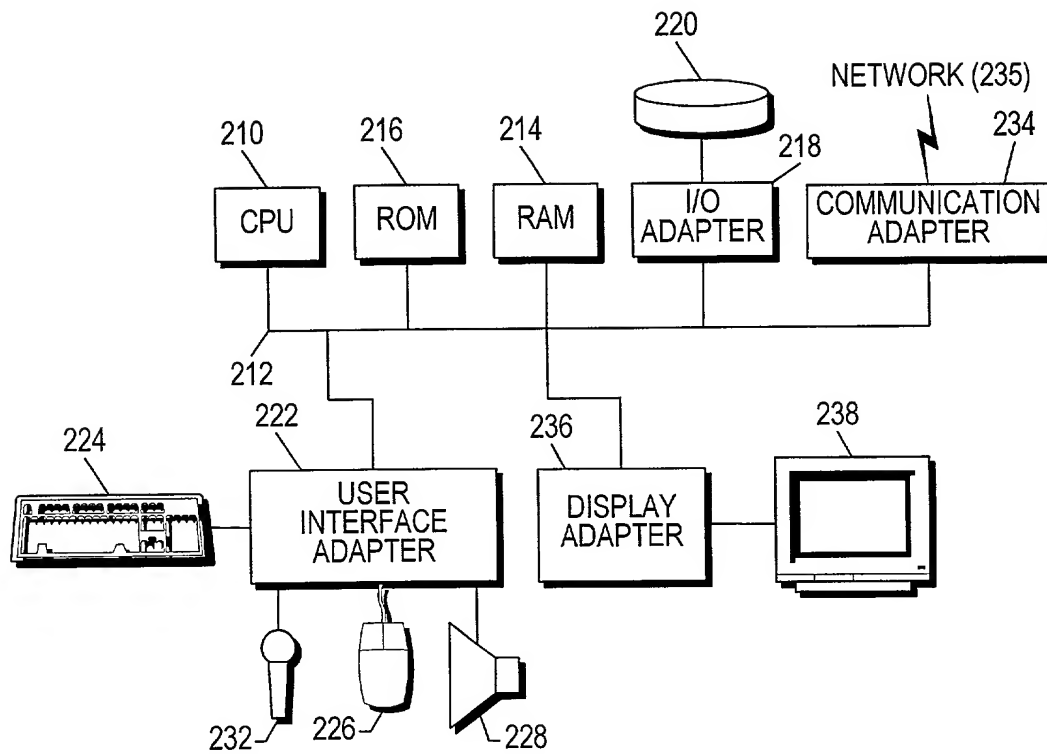 220
NETWORK (235)
210
216
214
218
234
CPU
ROM
RAM
I/O
ADAPTER
COMMUNICATION
ADAPTER
212
222
236
238
224
USER
INTERFACE
ADAPTER
DISPLAY
ADAPTER
232
226
228